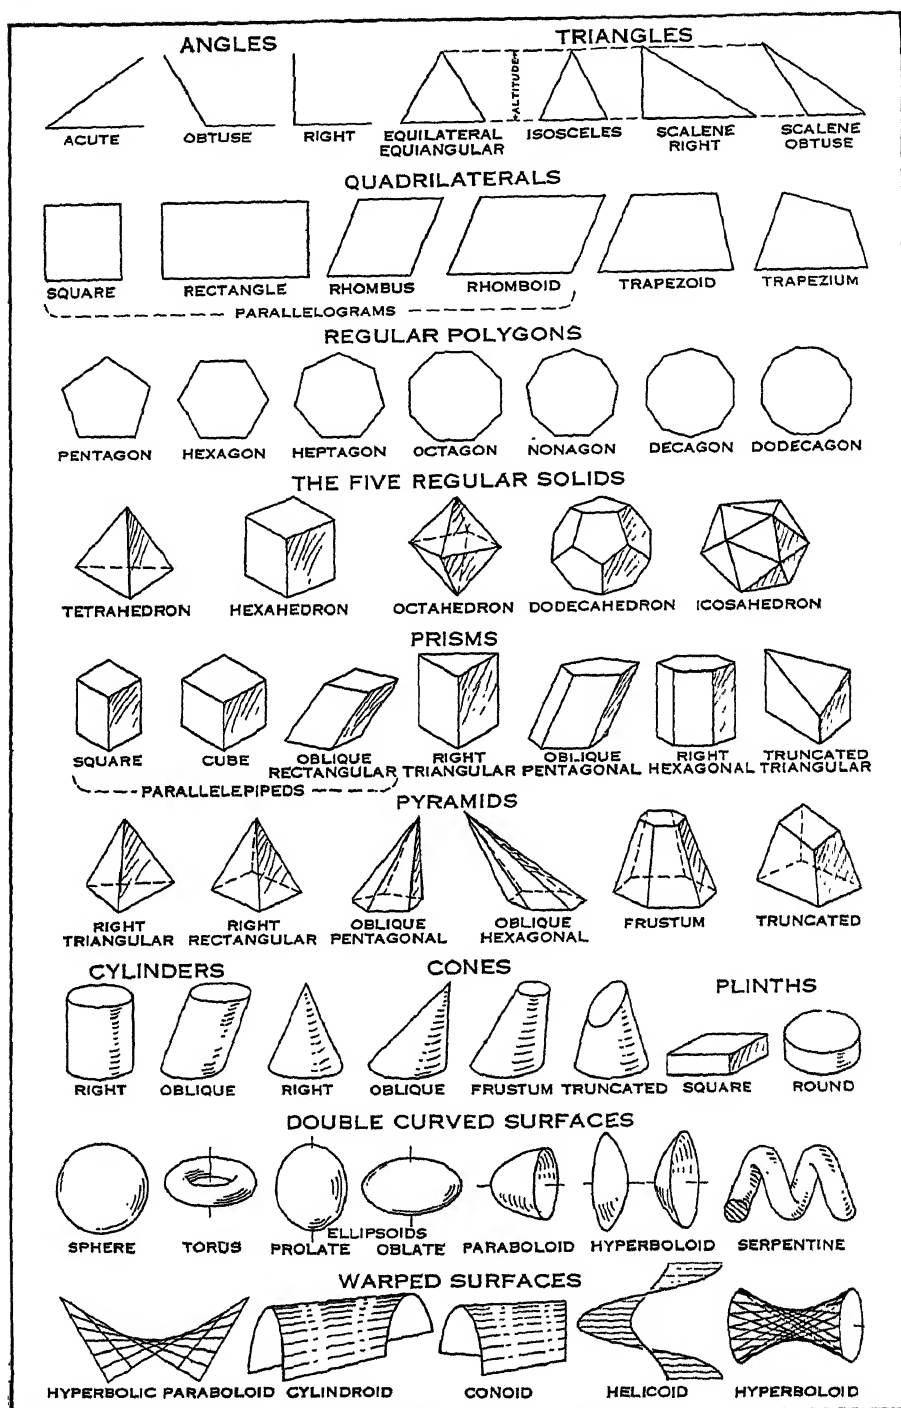 ANGLES
TRIANGLES
ALTITUDE
ACUTE
OBTUSE
RIGHT
EQUILATERAL
EQUIANGULAR
ISOSCELES
SCALENE
RIGHT
SCALENE
OBTUSE
QUADRILATERALS
SQUARE
RECTANGLE
RHOMBUS
RHOMBOID
TRAPEZOID
TRAPEZIUM
PARALLELOGRAMS
REGULAR POLYGONS
PENTAGON
HEXAGON
HEPTAGON
OCTAGON
NONAGON
DECAGON
DODECAGON
THE FIVE REGULAR SOLIDS
TETRAHEDRON
HEXAHEDRON
OCTAHEDRON
DODECAHEDRON
ICOSAHEDRON
PRISMS
SQUARE
CUBE
OBLIQUE
RECTANGULAR
RIGHT
TRIANGULAR
OBLIQUE
PENTAGONAL
RIGHT
HEXAGONAL
TRUNCATED
TRIANGULAR
PARALLELEPIPEDS
PYRAMIDS
RIGHT
TRIANGULAR
RIGHT
RECTANGULAR
OBLIQUE
PENTAGONAL
OBLIQUE
HEXAGONAL
FRUSTUM
TRUNCATED
CYLINDERS
CONES
PLINTHS
RIGHT
OBLIQUE
RIGHT
OBLIQUE
FRUSTUM
TRUNCATED
SQUARE
ROUND
DOUBLE CURVED SURFACES
SPHERE
TORUS
PROLATE
ELLIPSOIDS
OBLATE
PARABOLOID
HYPERBOLOID
SERPENTINE
WARPED SURFACES
HYPERBOLIC PARABOLOID
CYLINDROID
CONOID
HELICOID
HYPERBOLOID